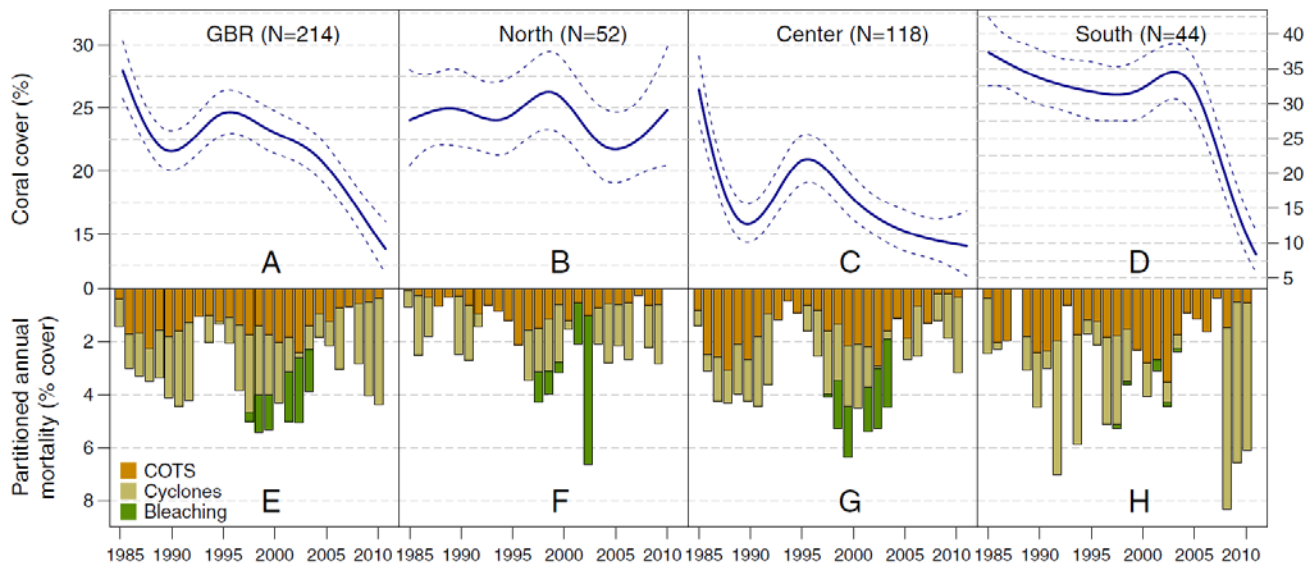 GBR (N=214) North (N=52) Center (N=118) South (N=44)
Coral cover (%)
30
25
20
15
40
35
30
25
20
15
10
5
A B C D
Partitioned annual
mortality (% cover)
0
2
4
6
8
COTS
Cyclones
Bleaching
E F G H
1985 1990 1995 2000 2005 2010 1985 1990 1995 2000 2005 2010 1985 1990 1995 2000 2005 2010 1985 1990 1995 2000 2005 2010